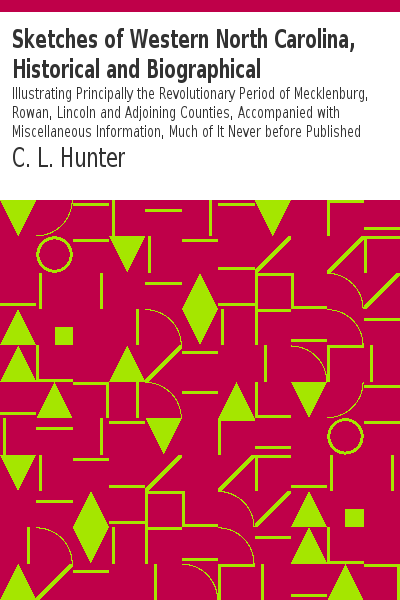 Sketches of Western North Carolina,
Historical and Biographical
Illustrating Principally the Revolutionary Period of Mecklenburg,
Rowan, Lincoln and Adjoining Counties, Accompanied with
Miscellaneous Information, Much of It Never before Published
C. L. Hunter